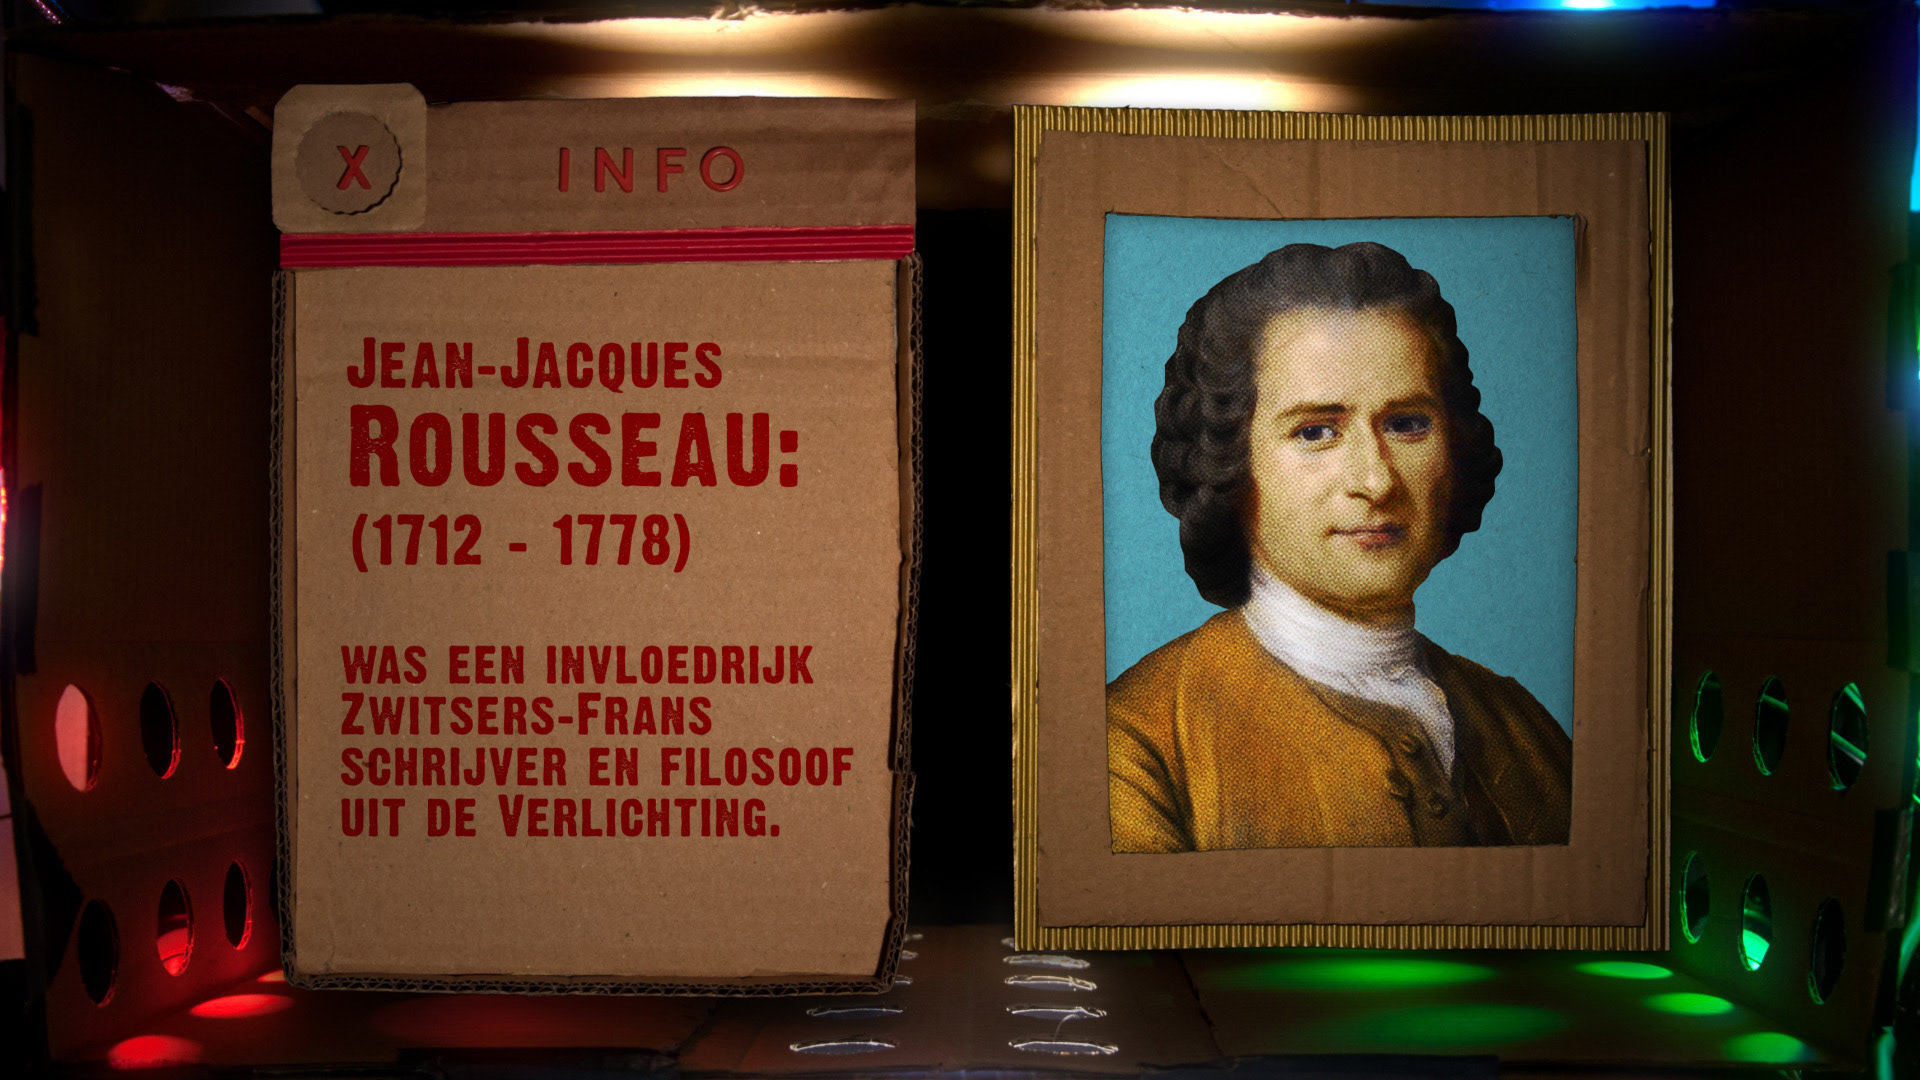 X
INFO
Jean-Jacques
Rousseau:
(1712 - 1778)
was een invloedrijk
Zwitsers-Frans
schrijver en filosoof
uit de Verlichting.